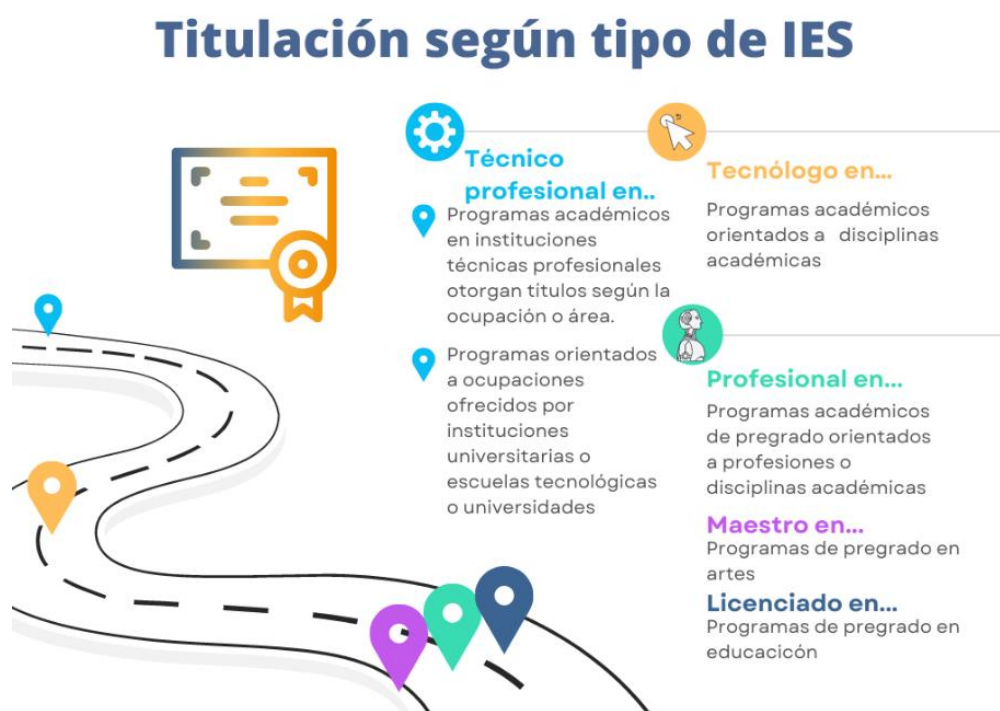 Titulación según tipo de IES
Técnico
profesional en..
Programas académicos
en instituciones
técnicas profesionales
otorgan títulos según la
ocupación o área.
Programas orientados
a ocupaciones
ofrecidos por
instituciones
universitarias o
escuelas tecnológicas
o universidades
Tecnólogo en...
Programas académicos
orientados a disciplinas
académicas
Profesional en...
Programas académicos
de pregrado orientados
a profesiones o
disciplinas académicas
Maestro en...
Programas de pregrado en
artes
Licenciado en...
Programas de pregrado en
educacicón